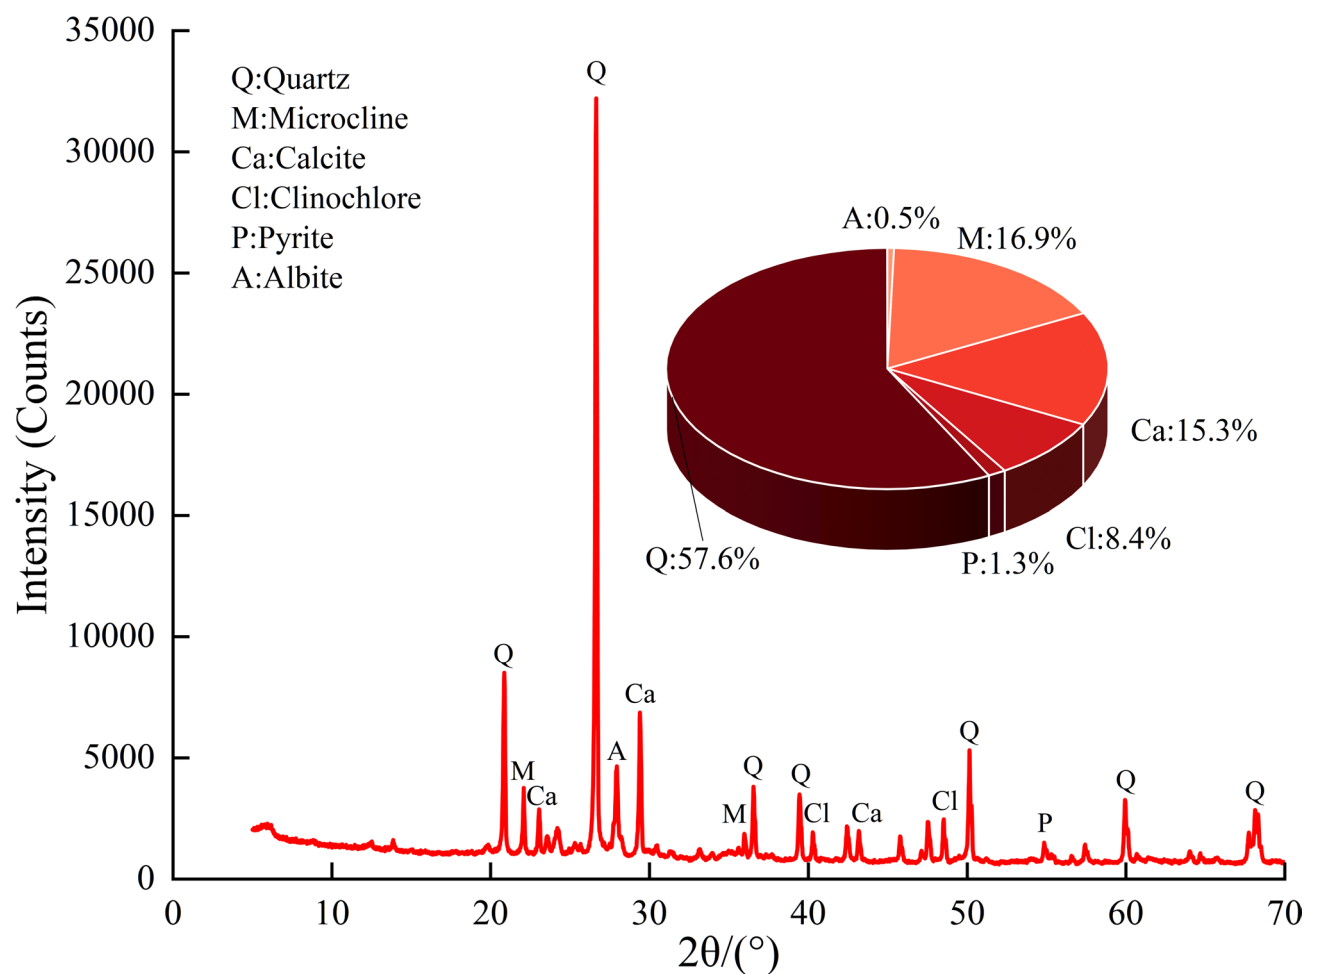 35000
30000
25000
20000
15000
10000
5000
0
Intensity (Counts)
Q:Quartz
M:Microcline
Ca:Calcite
Cl:Clinochlore
P:Pyrite
A:Albite
A:0.5%
M:16.9%
Ca:15.3%
Cl:8.4%
P:1.3%
Q:57.6%
Q
M
Ca
Q
A
Ca
M
Q
Q
Cl
Ca
Cl
Q
P
Q
Q
0 10 20 30 40 50 60 70
2θ/(°)